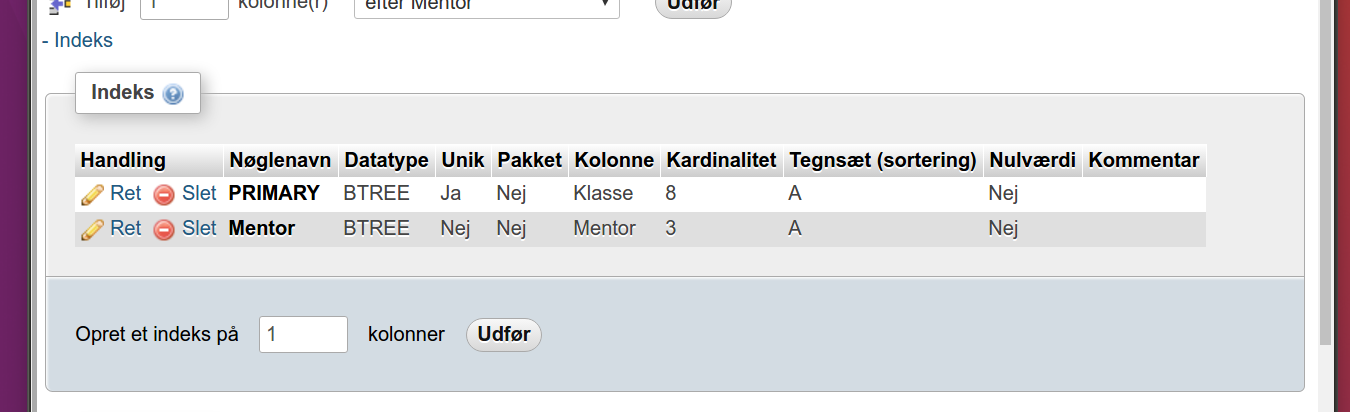 Tilføj 1 kolonne(r) efter Mentor Udfør
- Indeks
Indeks
Handling Nøglenavn Datatype Unik Pakket Kolonne Kardinalitet Tegnsæt (sortering) Nulværdi Kommentar
Ret Slet PRIMARY BTREE Ja Nej Klasse 8 A Nej
Ret Slet Mentor BTREE Nej Nej Mentor 3 A Nej
Opret et indeks på 1 kolonner Udfør